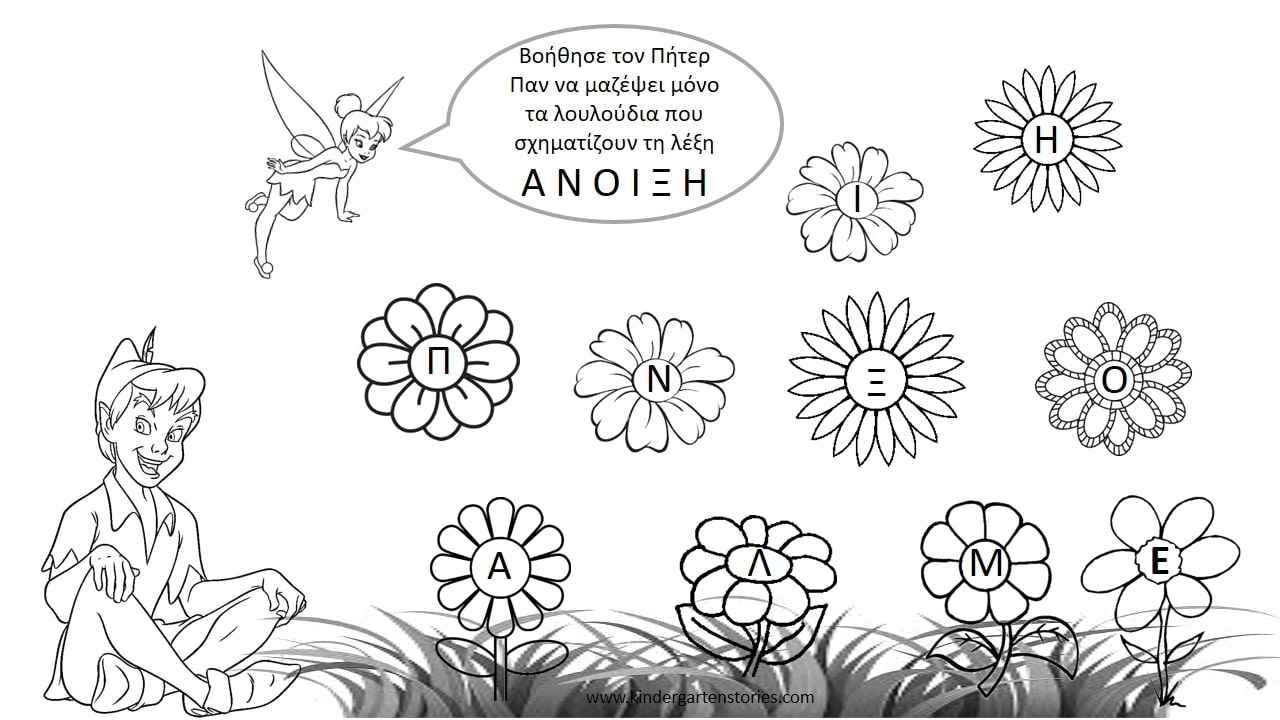 Βοήθησε τον Πήτερ
Παν να μαζέψει μόνο
τα λουλούδια που
σχηματίζουν τη λέξη
Α Ν Ο Ι Ξ Η
Η
Ι
Π
Ν
Ξ
Ο
Α
Λ
Μ
Ε
www.kindergartenstories.com